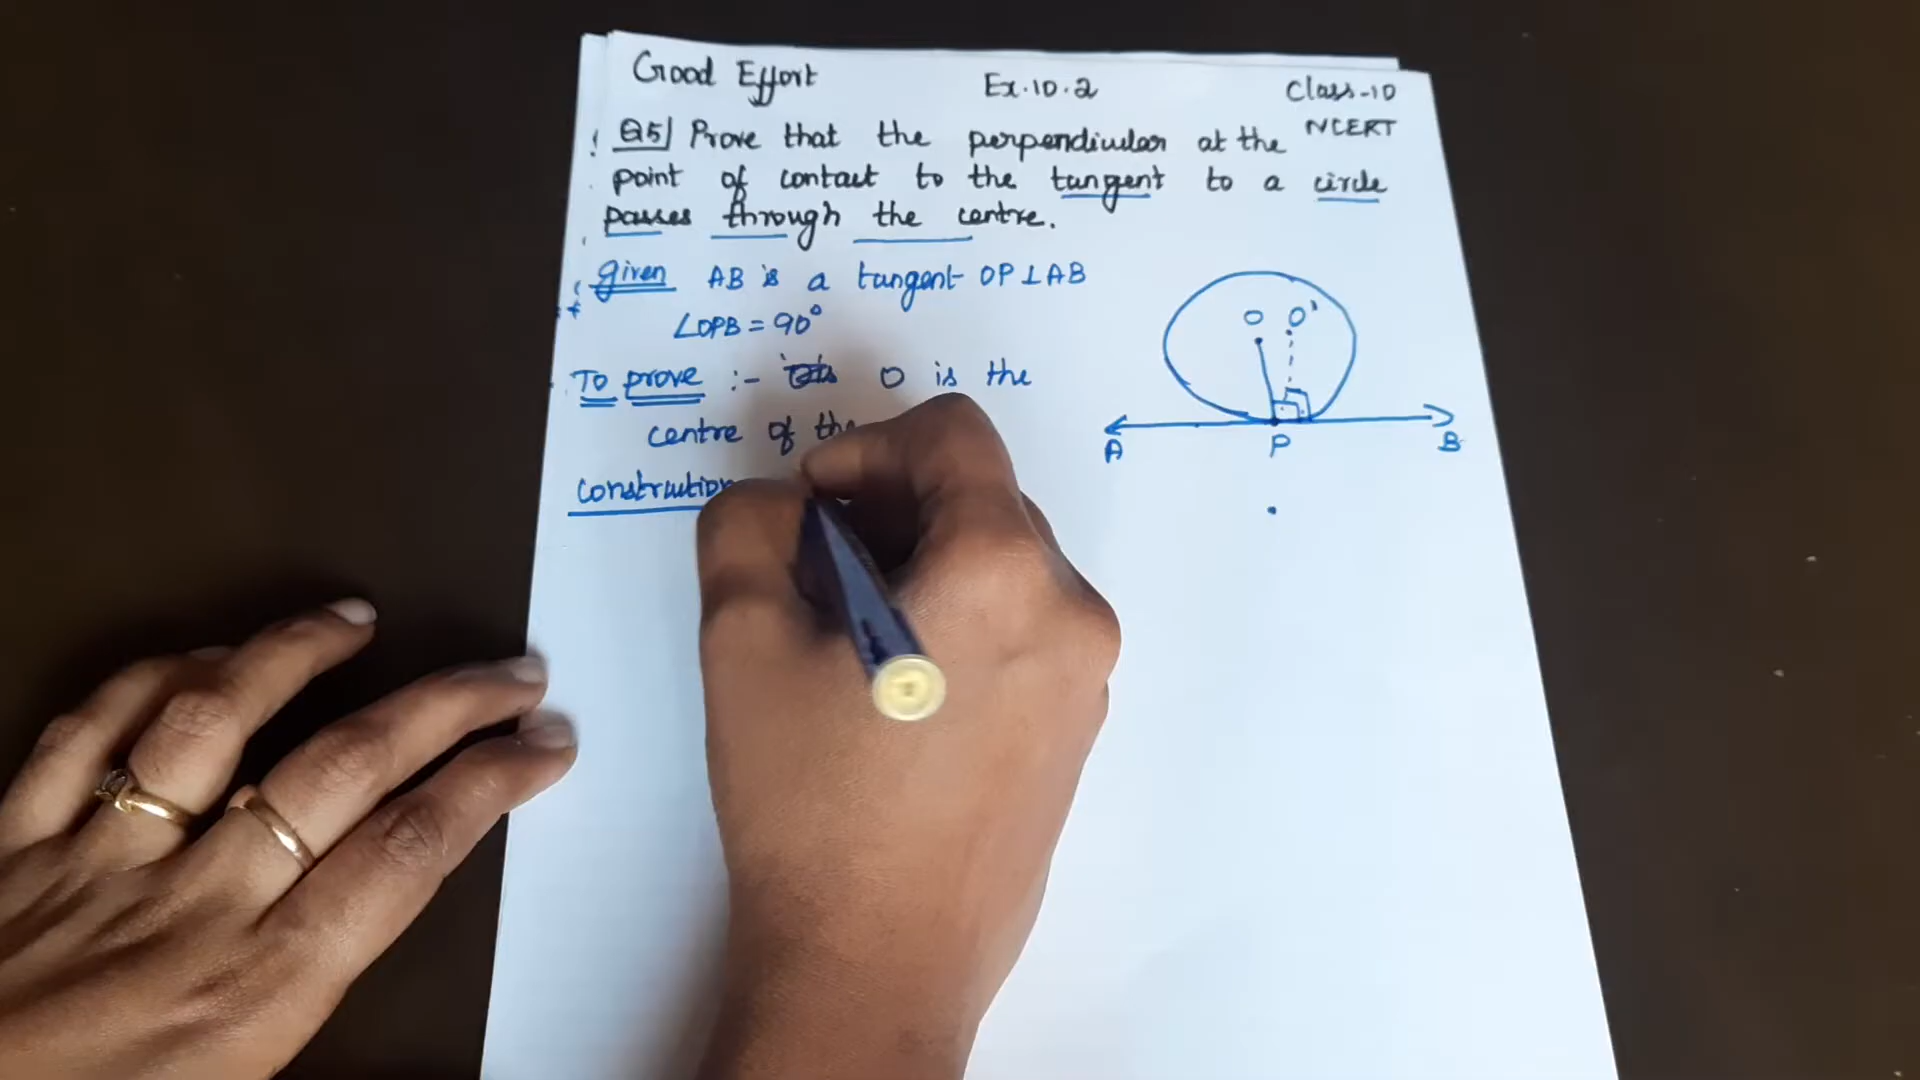 Good Effort Ex.10.2 Class-10
NCERT
Q5| Prove that the perpendicular at the
point of contact to the tangent to a circle
passes through the centre.
Given AB is a tangent OP⊥AB
∠OPB = 90°
To prove :- O is the
centre of the
construction
O O'
A P B